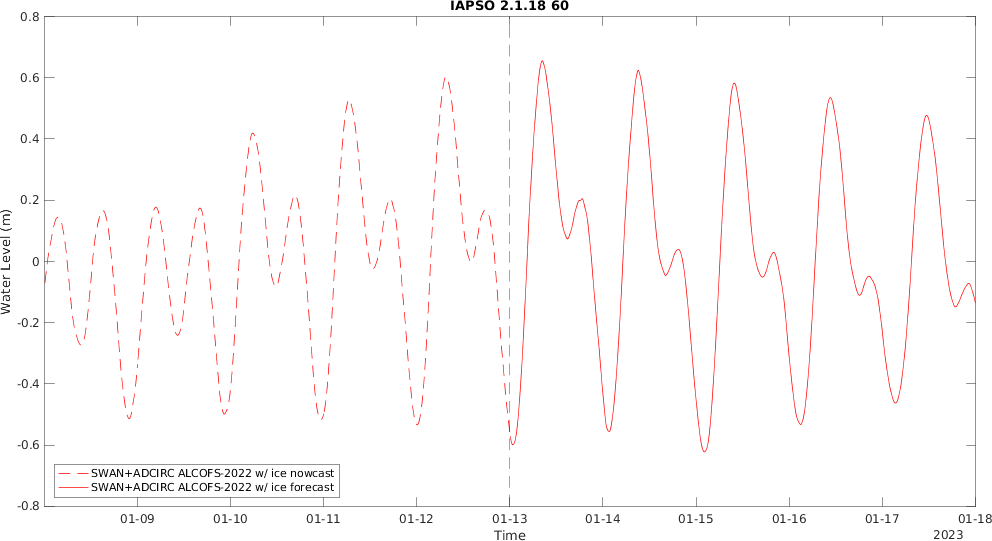 IAPSO 2.1.18 60
Water Level (m)
0.8
0.6
0.4
0.2
0
-0.2
-0.4
-0.6
-0.8
SWAN+ADCIRC ALCOFS-2022 w/ ice nowcast
SWAN+ADCIRC ALCOFS-2022 w/ ice forecast
01-09 01-10 01-11 01-12 01-13 01-14 01-15 01-16 01-17 01-18
Time
2023